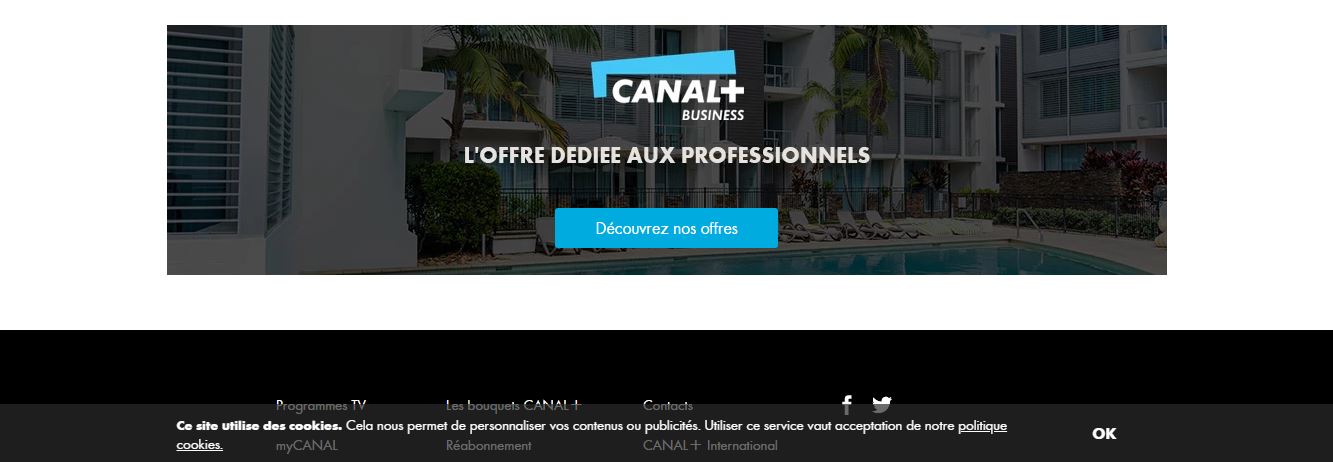 CANAL+
BUSINESS
L'OFFRE DEDIEE AUX PROFESSIONNELS
Découvrez nos offres
Programmes TV
Les bouquets CANAL+
Contacts
Ce site utilise des cookies. Cela nous permet de personnaliser vos contenus ou publicités. Utiliser ce service vaut acceptation de notre politique
cookies.
OK
myCANAL
Réabonnement
CANAL+ International